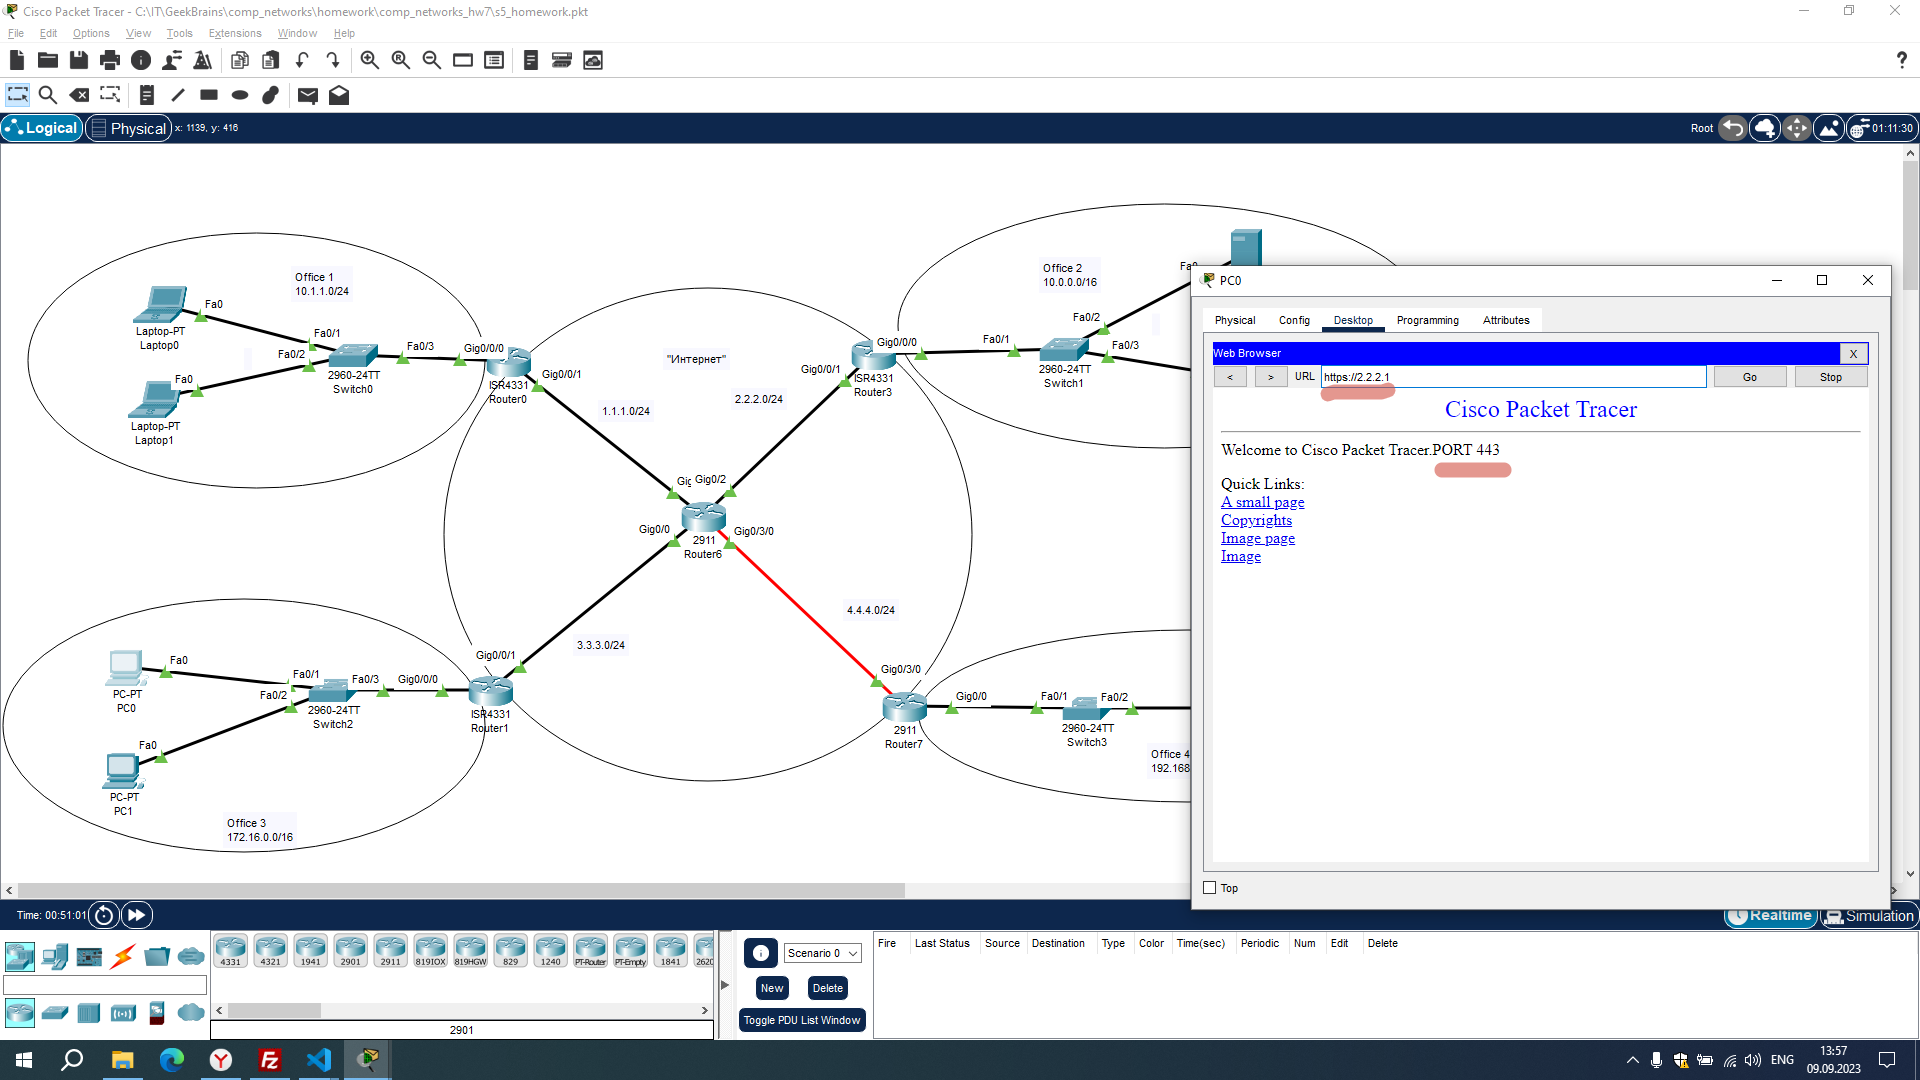 Cisco Packet Tracer - C:\IT\GeekBrains\comp_networks\homework\comp_networks_hw7\s5_homework.pkt
File Edit Options View Tools Extensions Window Help
Logical Physical x: 1139, y: 416 Root 01:11:30
Office 1
10.1.1.0/24
Fa0
Laptop-PT
Laptop0
Fa0/1
Fa0/2
Fa0/3
Fa0
Laptop-PT
Laptop1
2960-24TT
Switch0
Gig0/0/0
Gig0/0/1
ISR4331
Router0
"Интернет"
1.1.1.0/24
2.2.2.0/24
Gig0/0/0
Gig0/0/1
ISR4331
Router3
Office 2
10.0.0.0/16
Fa0
Fa0/1
Fa0/2
Fa0/3
2960-24TT
Switch1
Gig0/2
Gig0/0
Gig0/3/0
2911
Router6
3.3.3.0/24
4.4.4.0/24
Fa0
PC-PT
PC0
Fa0/1
Fa0/2
Fa0/3
Gig0/0/0
Gig0/0/1
2960-24TT
Switch2
ISR4331
Router1
Fa0
PC-PT
PC1
Office 3
172.16.0.0/16
Gig0/3/0
Gig0/0
2911
Router7
Fa0/1
Fa0/2
2960-24TT
Switch3
Office 4
192.168
PC0
Physical Config Desktop Programming Attributes
Web Browser X
< > URL https://2.2.2.1 Go Stop
Cisco Packet Tracer
Welcome to Cisco Packet Tracer.PORT 443
Quick Links:
A small page
Copyrights
Image page
Image
Top
Time: 00:51:01 Realtime Simulation
4331 4321 1941 2901 2911 819IOX 819HGW 829 1240 PT-Router PT-Empty 1841 2620
2901
Scenario 0
New Delete
Toggle PDU List Window
Fire Last Status Source Destination Type Color Time(sec) Periodic Num Edit Delete
ENG 13:57
09.09.2023